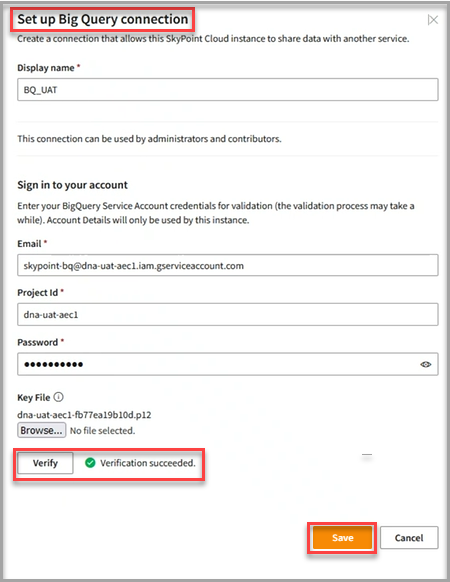 Set up Big Query connection
Create a connection that allows this SkyPoint Cloud instance to share data with another service.
Display name *
BQ_UAT
This connection can be used by administrators and contributors.
Sign in to your account
Enter your BigQuery Service Account credentials for validation (the validation process may take a
while). Account Details will only be used by this instance.
Email *
skypoint-bq@dna-uat-aec1.iam.gserviceaccount.com
Project Id *
dna-uat-aec1
Password *
••••••••••
Key File
dna-uat-aec1-fb77ea19b10d.p12
Browse... No file selected.
Verify Verification succeeded.
Save Cancel